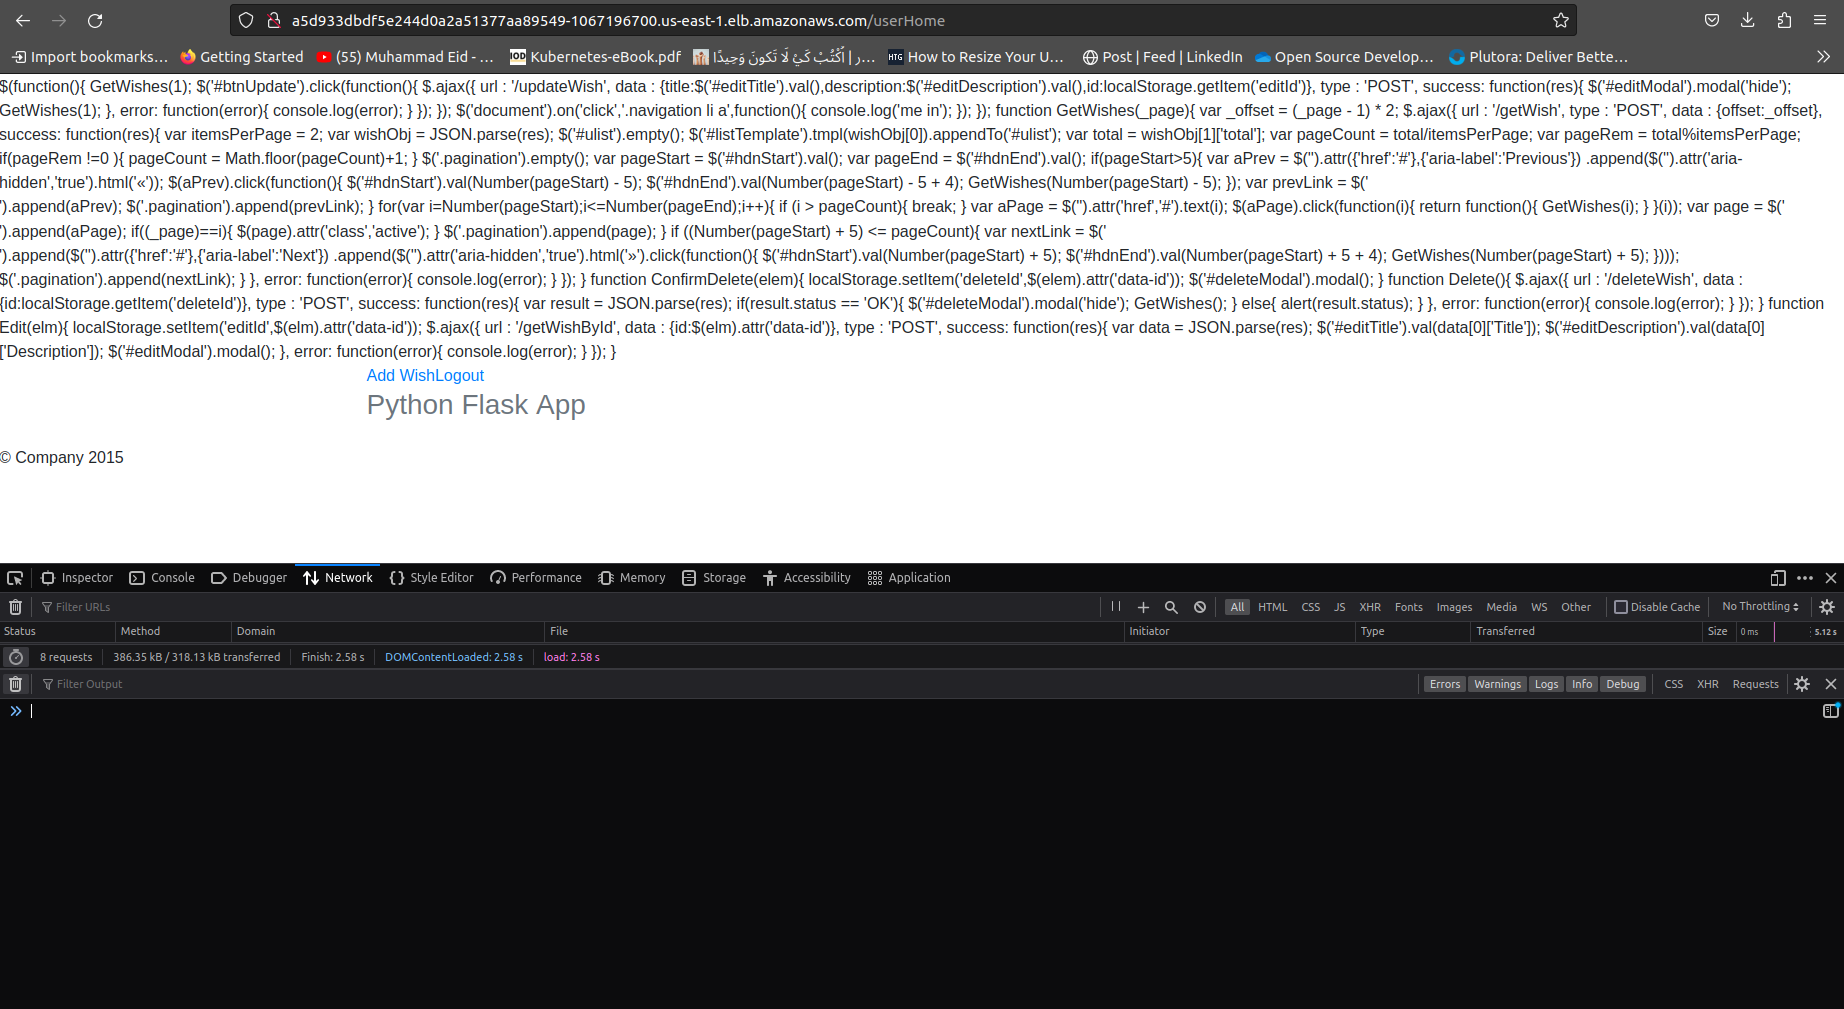 a5d933dbdf5e244d0a2a51377aa89549-1067196700.us-east-1.elb.amazonaws.com/userHome
Import bookmarks… Getting Started (55) Muhammad Eid - … Kubernetes-eBook.pdf ر | اُكْتُبْ كَيْ لَا تَكونَ وَحِيدًا… How to Resize Your U… Post | Feed | LinkedIn Open Source Develop… Plutora: Deliver Bette…
$(function(){ GetWishes(1); $('#btnUpdate').click(function(){ $.ajax({ url : '/updateWish', data : {title:$('#editTitle').val(),description:$('#editDescription').val(),id:localStorage.getItem('editId')}, type : 'POST', success: function(res){ $('#editModal').modal('hide');
GetWishes(1); }, error: function(error){ console.log(error); } }); }); $('document').on('click','.navigation li a',function(){ console.log('me in'); }); }); function GetWishes(_page){ var _offset = (_page - 1) * 2; $.ajax({ url : '/getWish', type : 'POST', data : {offset:_offset},
success: function(res){ var itemsPerPage = 2; var wishObj = JSON.parse(res); $('#ulist').empty(); $('#listTemplate').tmpl(wishObj[0]).appendTo('#ulist'); var total = wishObj[1]['total']; var pageCount = total/itemsPerPage; var pageRem = total%itemsPerPage;
if(pageRem !=0 ){ pageCount = Math.floor(pageCount)+1; } $('.pagination').empty(); var pageStart = $('#hdnStart').val(); var pageEnd = $('#hdnEnd').val(); if(pageStart>5){ var aPrev = $('').attr({'href':'#'},{'aria-label':'Previous'}) .append($('').attr('aria-
hidden','true').html('«')); $(aPrev).click(function(){ $('#hdnStart').val(Number(pageStart) - 5); $('#hdnEnd').val(Number(pageStart) - 5 + 4); GetWishes(Number(pageStart) - 5); }); var prevLink = $('
').append(aPrev); $('.pagination').append(prevLink); } for(var i=Number(pageStart);i<=Number(pageEnd);i++){ if (i > pageCount){ break; } var aPage = $('').attr('href','#').text(i); $(aPage).click(function(i){ return function(){ GetWishes(i); } }(i)); var page = $('
').append(aPage); if((_page)==i){ $(page).attr('class','active'); } $('.pagination').append(page); } if ((Number(pageStart) + 5) <= pageCount){ var nextLink = $('
').append($('').attr({'href':'#'},{'aria-label':'Next'}) .append($('').attr('aria-hidden','true').html('»').click(function(){ $('#hdnStart').val(Number(pageStart) + 5); $('#hdnEnd').val(Number(pageStart) + 5 + 4); GetWishes(Number(pageStart) + 5); })));
$('.pagination').append(nextLink); } }, error: function(error){ console.log(error); } }); } function ConfirmDelete(elem){ localStorage.setItem('deleteId',$(elem).attr('data-id')); $('#deleteModal').modal(); } function Delete(){ $.ajax({ url : '/deleteWish', data :
{id:localStorage.getItem('deleteId')}, type : 'POST', success: function(res){ var result = JSON.parse(res); if(result.status == 'OK'){ $('#deleteModal').modal('hide'); GetWishes(); } else{ alert(result.status); } }, error: function(error){ console.log(error); } }); } function
Edit(elm){ localStorage.setItem('editId',$(elm).attr('data-id')); $.ajax({ url : '/getWishById', data : {id:$(elm).attr('data-id')}, type : 'POST', success: function(res){ var data = JSON.parse(res); $('#editTitle').val(data[0]['Title']); $('#editDescription').val(data[0]
['Description']); $('#editModal').modal(); }, error: function(error){ console.log(error); } }); }
Add WishLogout
Python Flask App
© Company 2015
Inspector Console Debugger Network Style Editor Performance Memory Storage Accessibility Application
Filter URLs All HTML CSS JS XHR Fonts Images Media WS Other Disable Cache No Throttling
Status Method Domain File Initiator Type Transferred Size 0 ms 5.12 s
8 requests 386.35 kB / 318.13 kB transferred Finish: 2.58 s DOMContentLoaded: 2.58 s load: 2.58 s
Filter Output Errors Warnings Logs Info Debug CSS XHR Requests